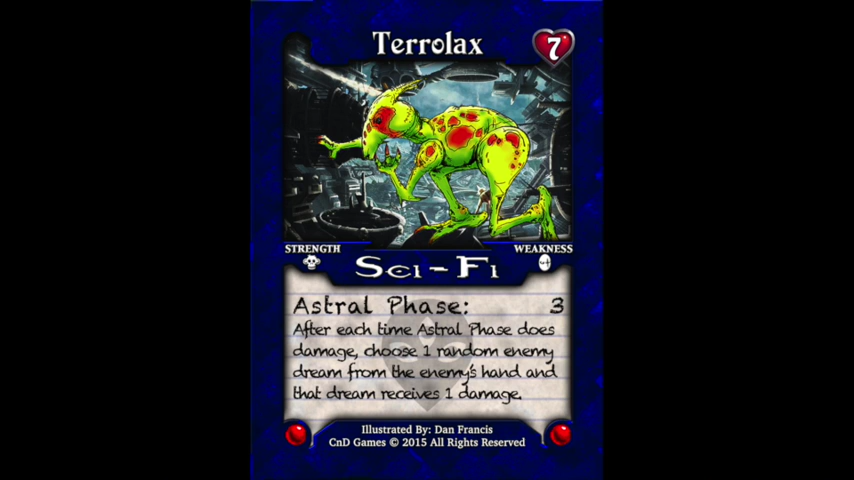 Terrolax
7
STRENGTH
WEAKNESS
Sci-Fi
Astral Phase: 3
After each time Astral Phase does
damage, choose 1 random enemy
dream from the enemy's hand and
that dream receives 1 damage.
Illustrated By: Dan Francis
CnD Games © 2015 All Rights Reserved